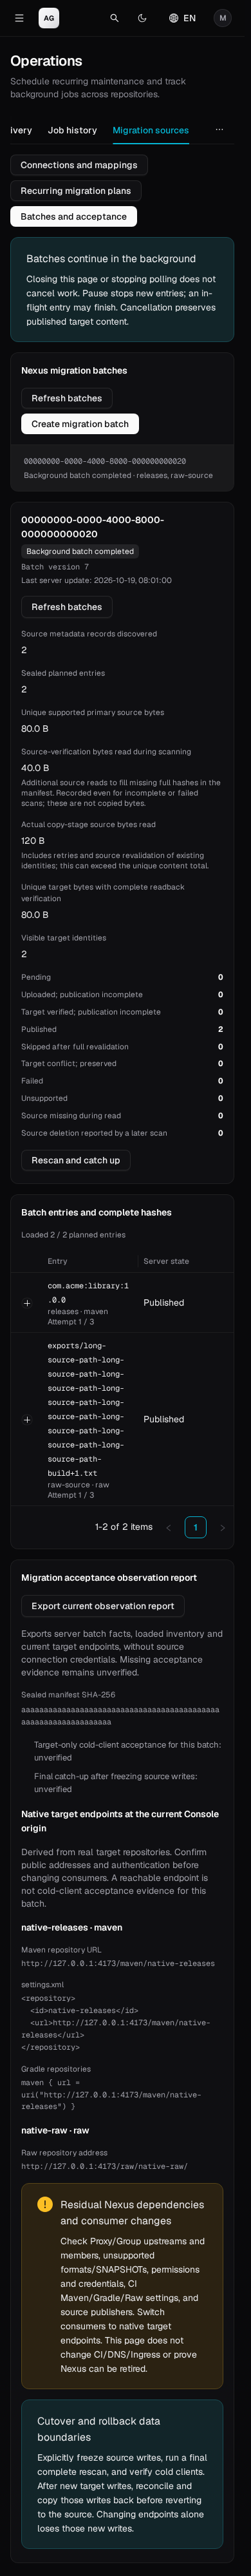 AG
EN
M
Operations
Schedule recurring maintenance and track
background jobs across repositories.
ivery
Job history
Migration sources
...
Connections and mappings
Recurring migration plans
Batches and acceptance
Batches continue in the background
Closing this page or stopping polling does not
cancel work. Pause stops new entries; an in-
flight entry may finish. Cancellation preserves
published target content.
Nexus migration batches
Refresh batches
Create migration batch
00000000-0000-4000-8000-000000000020
Background batch completed · releases, raw-source
00000000-0000-4000-8000-
000000000020
Background batch completed
Batch version 7
Last server update: 2026-10-19, 08:01:00
Refresh batches
Source metadata records discovered
2
Sealed planned entries
2
Unique supported primary source bytes
80.0 B
Source-verification bytes read during scanning
40.0 B
Additional source reads to fill missing full hashes in the
manifest. Recorded even for incomplete or failed
scans; these are not copied bytes.
Actual copy-stage source bytes read
120 B
Includes retries and source revalidation of existing
identities; this can exceed the unique content total.
Unique target bytes with complete readback
verification
80.0 B
Visible target identities
2
Pending 0
Uploaded; publication incomplete 0
Target verified; publication incomplete 0
Published 2
Skipped after full revalidation 0
Target conflict; preserved 0
Failed 0
Unsupported 0
Source missing during read 0
Source deletion reported by a later scan 0
Rescan and catch up
Batch entries and complete hashes
Loaded 2 / 2 planned entries
Entry Server state
com.acme:library:1
.0.0
releases · maven
Attempt 1 / 3
Published
exports/long-
source-path-long-
source-path-long-
source-path-long-
source-path-long-
source-path-long-
source-path-long-
source-path-long-
source-path-
build+1.txt
raw-source · raw
Attempt 1 / 3
Published
1-2 of 2 items
1
Migration acceptance observation report
Export current observation report
Exports server batch facts, loaded inventory and
current target endpoints, without source
connection credentials. Missing acceptance
evidence remains unverified.
Sealed manifest SHA-256
aaaaaaaaaaaaaaaaaaaaaaaaaaaaaaaaaaaaaaaaaaaa
aaaaaaaaaaaaaaaaaaaa
Target-only cold-client acceptance for this batch:
unverified
Final catch-up after freezing source writes:
unverified
Native target endpoints at the current Console
origin
Derived from real target repositories. Confirm
public addresses and authentication before
changing consumers. A reachable endpoint is
not cold-client acceptance evidence for this
batch.
native-releases · maven
Maven repository URL
http://127.0.0.1:4173/maven/native-releases
settings.xml
<repository>
<id>native-releases</id>
<url>http://127.0.0.1:4173/maven/native-
releases</url>
</repository>
Gradle repositories
maven { url =
uri("http://127.0.0.1:4173/maven/native-
releases") }
native-raw · raw
Raw repository address
http://127.0.0.1:4173/raw/native-raw/
Residual Nexus dependencies
and consumer changes
Check Proxy/Group upstreams and
members, unsupported
formats/SNAPSHOTs, permissions
and credentials, CI
Maven/Gradle/Raw settings, and
source publishers. Switch
consumers to native target
endpoints. This page does not
change CI/DNS/Ingress or prove
Nexus can be retired.
Cutover and rollback data
boundaries
Explicitly freeze source writes, run a final
complete rescan, and verify cold clients.
After new target writes, reconcile and
copy those writes back before reverting
to the source. Changing endpoints alone
loses those new writes.